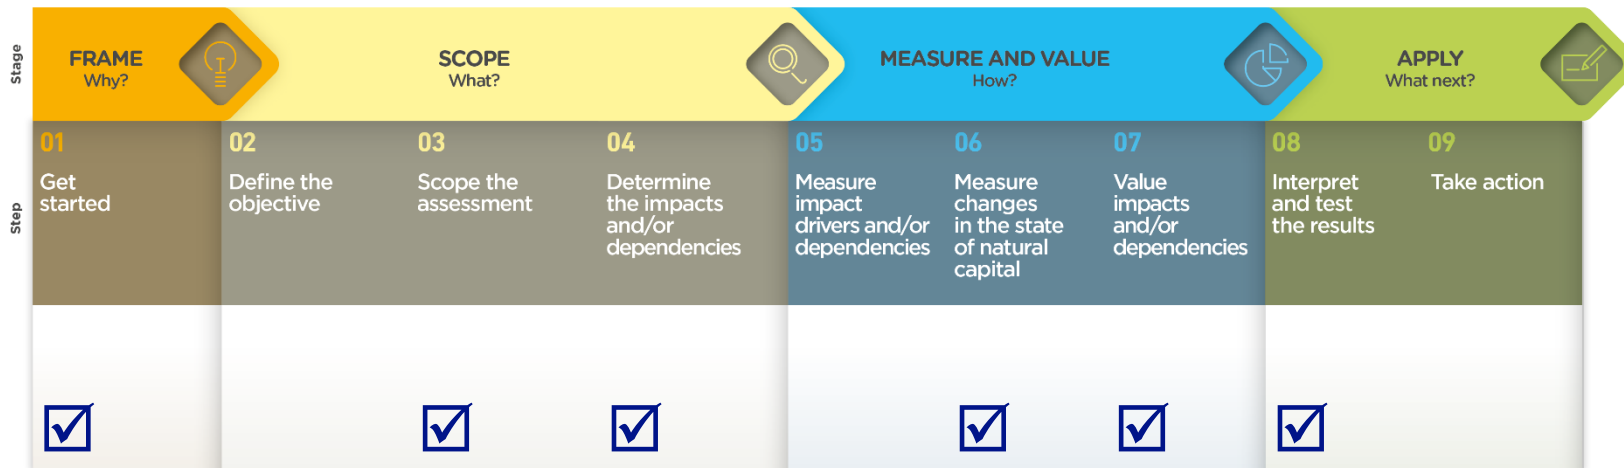 Stage
FRAME
Why?
SCOPE
What?
MEASURE AND VALUE
How?
APPLY
What next?
Step
01
Get
started
02
Define the
objective
03
Scope the
assessment
04
Determine
the impacts
and/or
dependencies
05
Measure
impact
drivers and/or
dependencies
06
Measure
changes
in the state
of natural
capital
07
Value
impacts
and/or
dependencies
08
Interpret
and test
the results
09
Take action